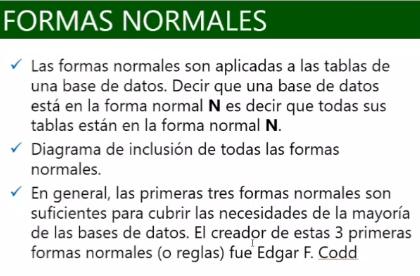 FORMAS NORMALES
✓ Las formas normales son aplicadas a las tablas de
una base de datos. Decir que una base de datos
está en la forma normal N es decir que todas sus
tablas están en la forma normal N.
✓ Diagrama de inclusión de todas las formas
normales.
✓ En general, las primeras tres formas normales son
suficientes para cubrir las necesidades de la mayoría
de las bases de datos. El creador de estas 3 primeras
formas normales (o reglas) fue Edgar F. Codd